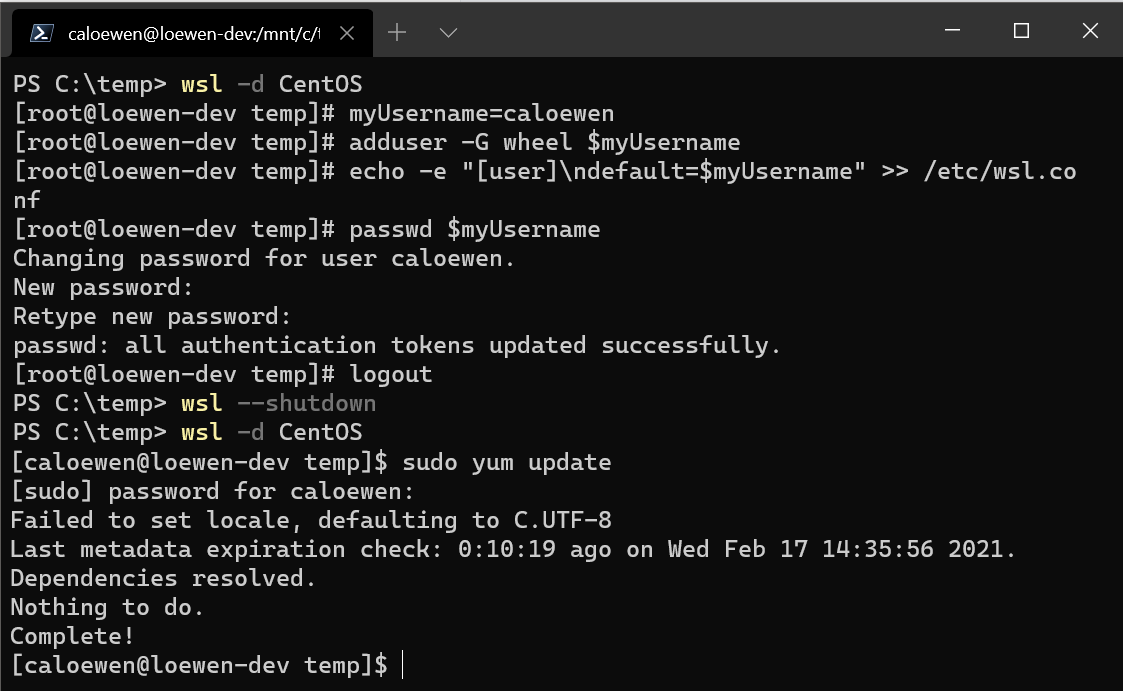 caloewen@loewen-dev:/mnt/c/t
PS C:\temp> wsl -d CentOS
[root@loewen-dev temp]# myUsername=caloewen
[root@loewen-dev temp]# adduser -G wheel $myUsername
[root@loewen-dev temp]# echo -e "[user]\ndefault=$myUsername" >> /etc/wsl.co
nf
[root@loewen-dev temp]# passwd $myUsername
Changing password for user caloewen.
New password:
Retype new password:
passwd: all authentication tokens updated successfully.
[root@loewen-dev temp]# logout
PS C:\temp> wsl --shutdown
PS C:\temp> wsl -d CentOS
[caloewen@loewen-dev temp]$ sudo yum update
[sudo] password for caloewen:
Failed to set locale, defaulting to C.UTF-8
Last metadata expiration check: 0:10:19 ago on Wed Feb 17 14:35:56 2021.
Dependencies resolved.
Nothing to do.
Complete!
[caloewen@loewen-dev temp]$